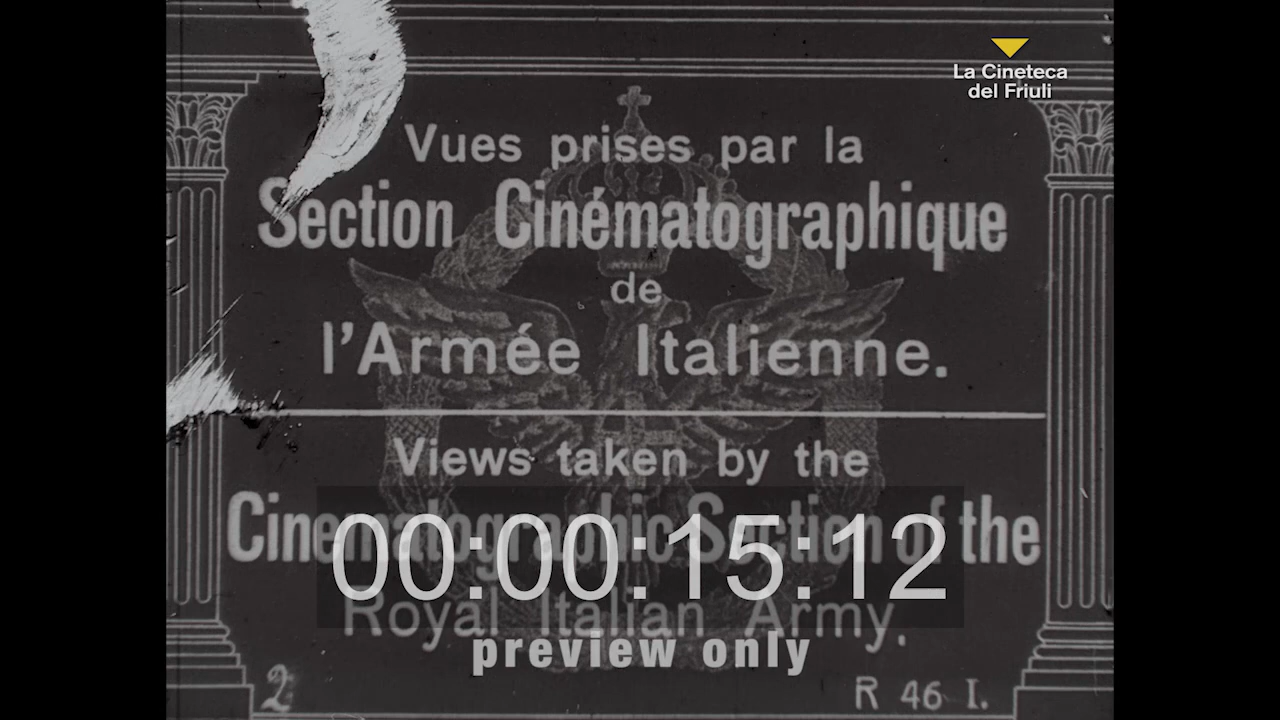 La Cineteca
del Friuli
Vues prises par la
Section Cinématographique
de
l'Armée Italienne.
Views taken by the
Cinematographic Section of the
00:00:15:12
Royal Italian Army.
preview only
2
R 46 I.